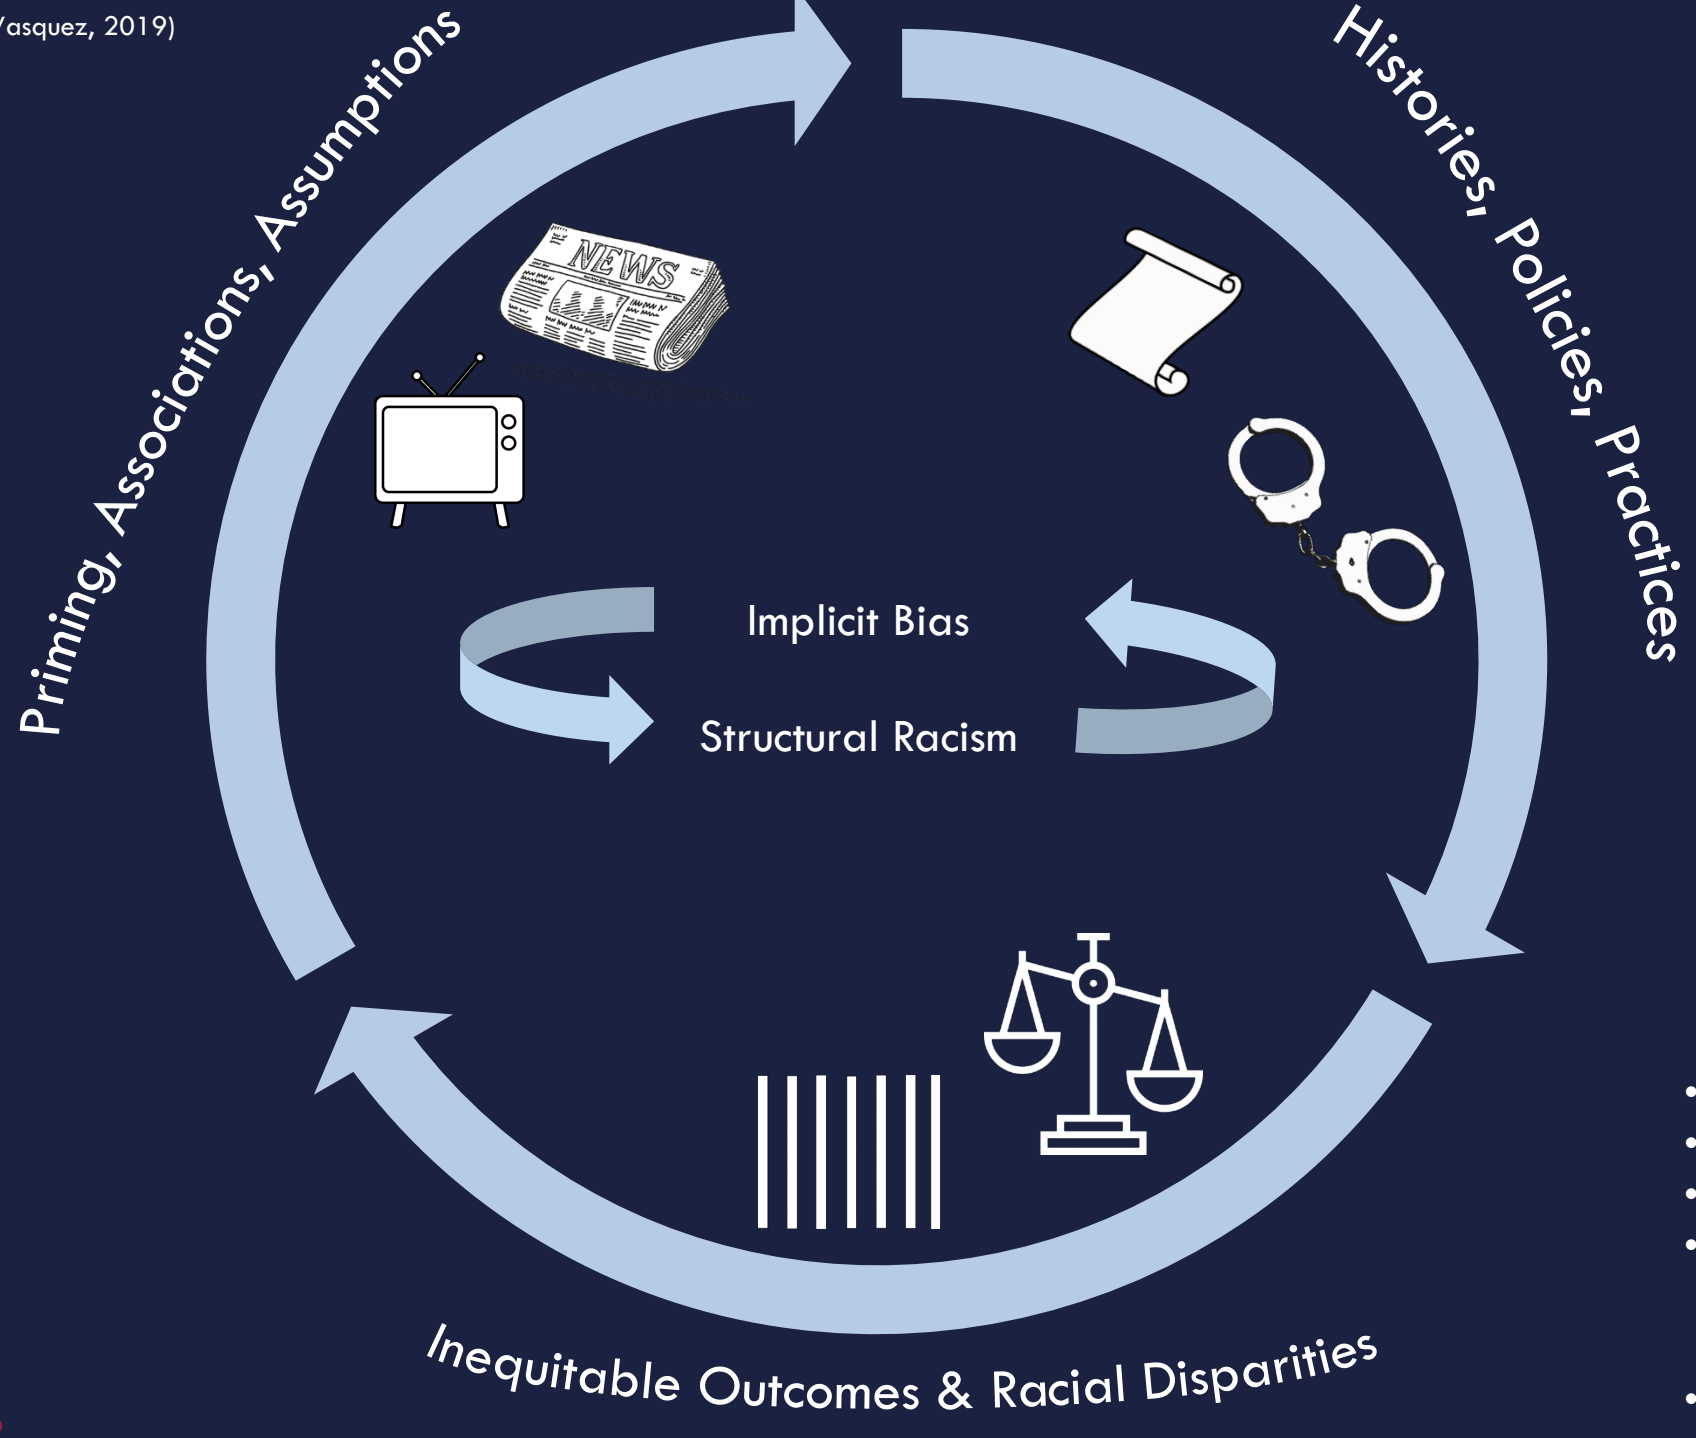 Vasquez, 2019)
Priming, Associations, Assumptions
Histories, Policies, Practices
NEWS
Implicit Bias
Structural Racism
Inequitable Outcomes & Racial Disparities